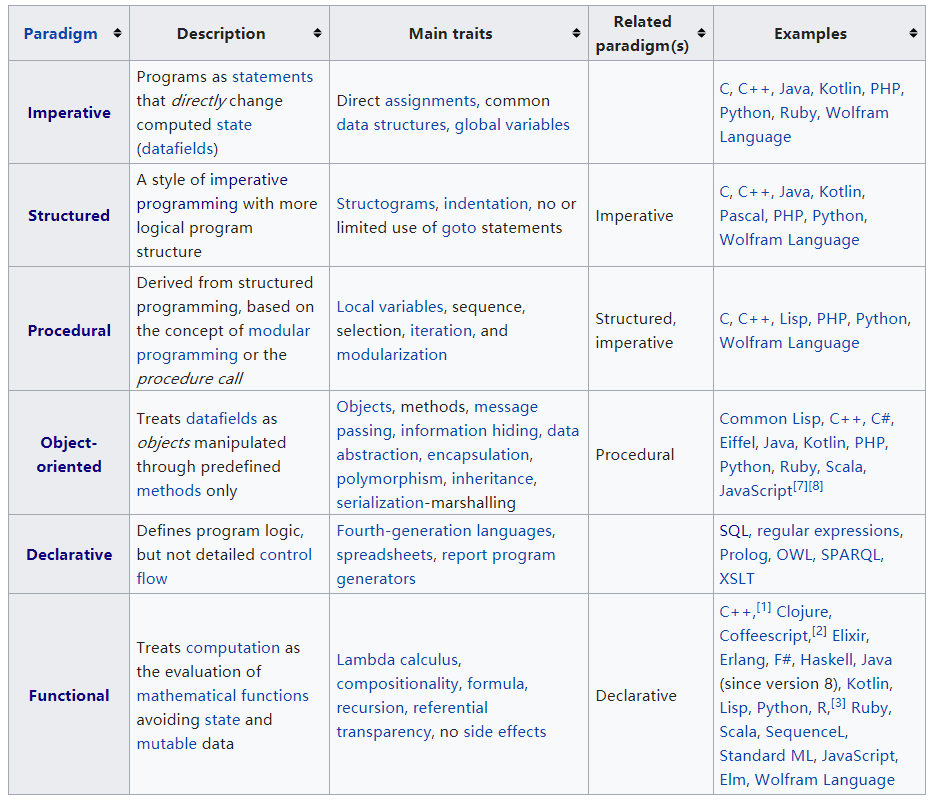 Paradigm Description Main traits Related paradigm(s) Examples
Imperative
Programs as statements
that directly change
computed state
(datafields)
Direct assignments, common
data structures, global variables
C, C++, Java, Kotlin, PHP,
Python, Ruby, Wolfram
Language
Structured
A style of imperative
programming with more
logical program
structure
Structograms, indentation, no or
limited use of goto statements
Imperative
C, C++, Java, Kotlin,
Pascal, PHP, Python,
Wolfram Language
Procedural
Derived from structured
programming, based on
the concept of modular
programming or the
procedure call
Local variables, sequence,
selection, iteration, and
modularization
Structured,
imperative
C, C++, Lisp, PHP, Python,
Wolfram Language
Object-
oriented
Treats datafields as
objects manipulated
through predefined
methods only
Objects, methods, message
passing, information hiding, data
abstraction, encapsulation,
polymorphism, inheritance,
serialization-marshalling
Procedural
Common Lisp, C++, C#,
Eiffel, Java, Kotlin, PHP,
Python, Ruby, Scala,
JavaScript[7][8]
Declarative
Defines program logic,
but not detailed control
flow
Fourth-generation languages,
spreadsheets, report program
generators
SQL, regular expressions,
Prolog, OWL, SPARQL,
XSLT
Functional
Treats computation as
the evaluation of
mathematical functions
avoiding state and
mutable data
Lambda calculus,
compositionality, formula,
recursion, referential
transparency, no side effects
Declarative
C++,[1] Clojure,
Coffeescript,[2] Elixir,
Erlang, F#, Haskell, Java
(since version 8), Kotlin,
Lisp, Python, R,[3] Ruby,
Scala, SequenceL,
Standard ML, JavaScript,
Elm, Wolfram Language